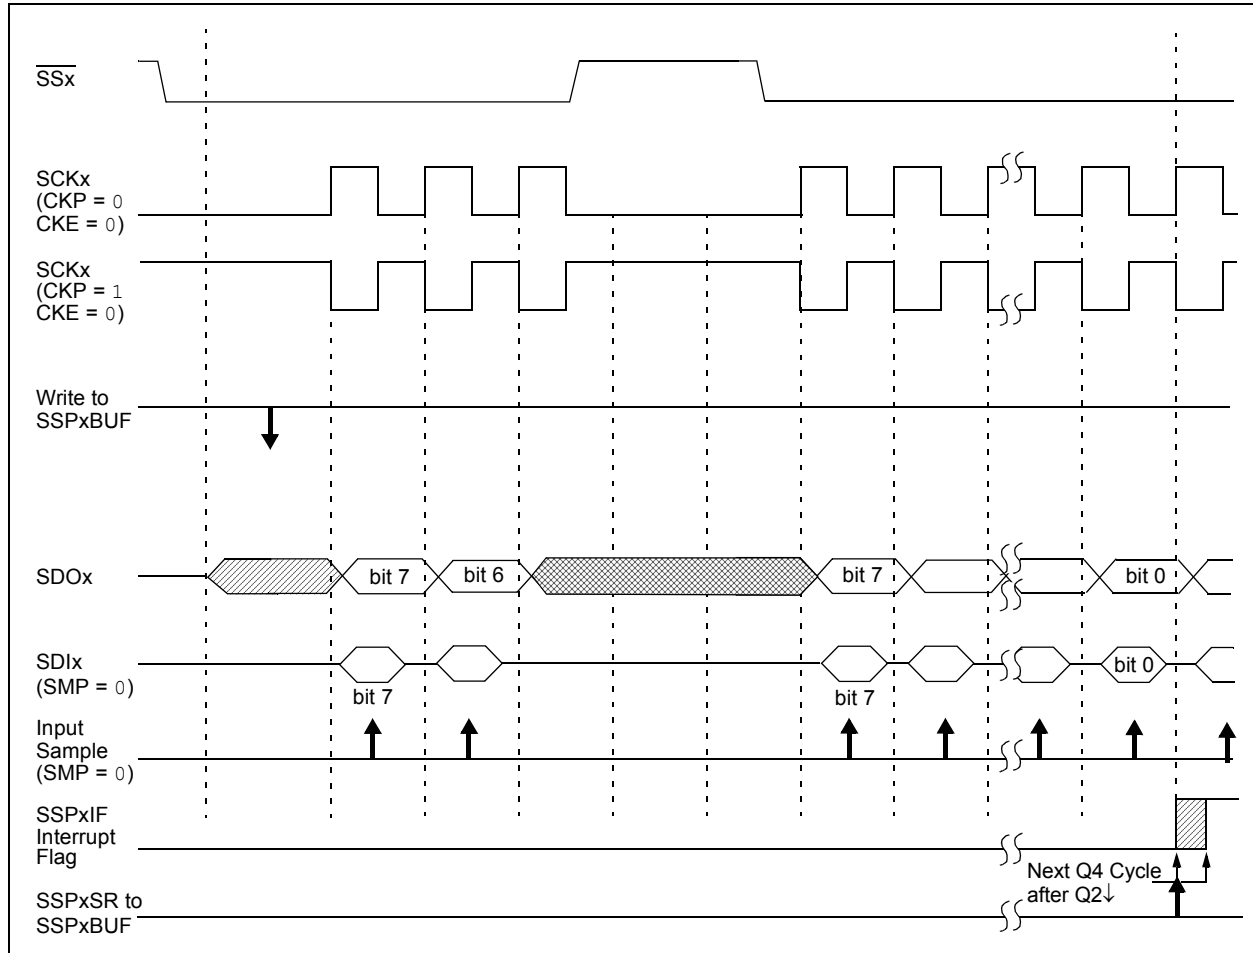 SSx
SCKx
(CKP = 0
CKE = 0)
SCKx
(CKP = 1
CKE = 0)
Write to
SSPxBUF
SDOx
bit 7
bit 6
bit 7
bit 0
SDIx
(SMP = 0)
bit 7
bit 7
bit 0
Input
Sample
(SMP = 0)
SSPxIF
Interrupt
Flag
Next Q4 Cycle
after Q2↓
SSPxSR to
SSPxBUF